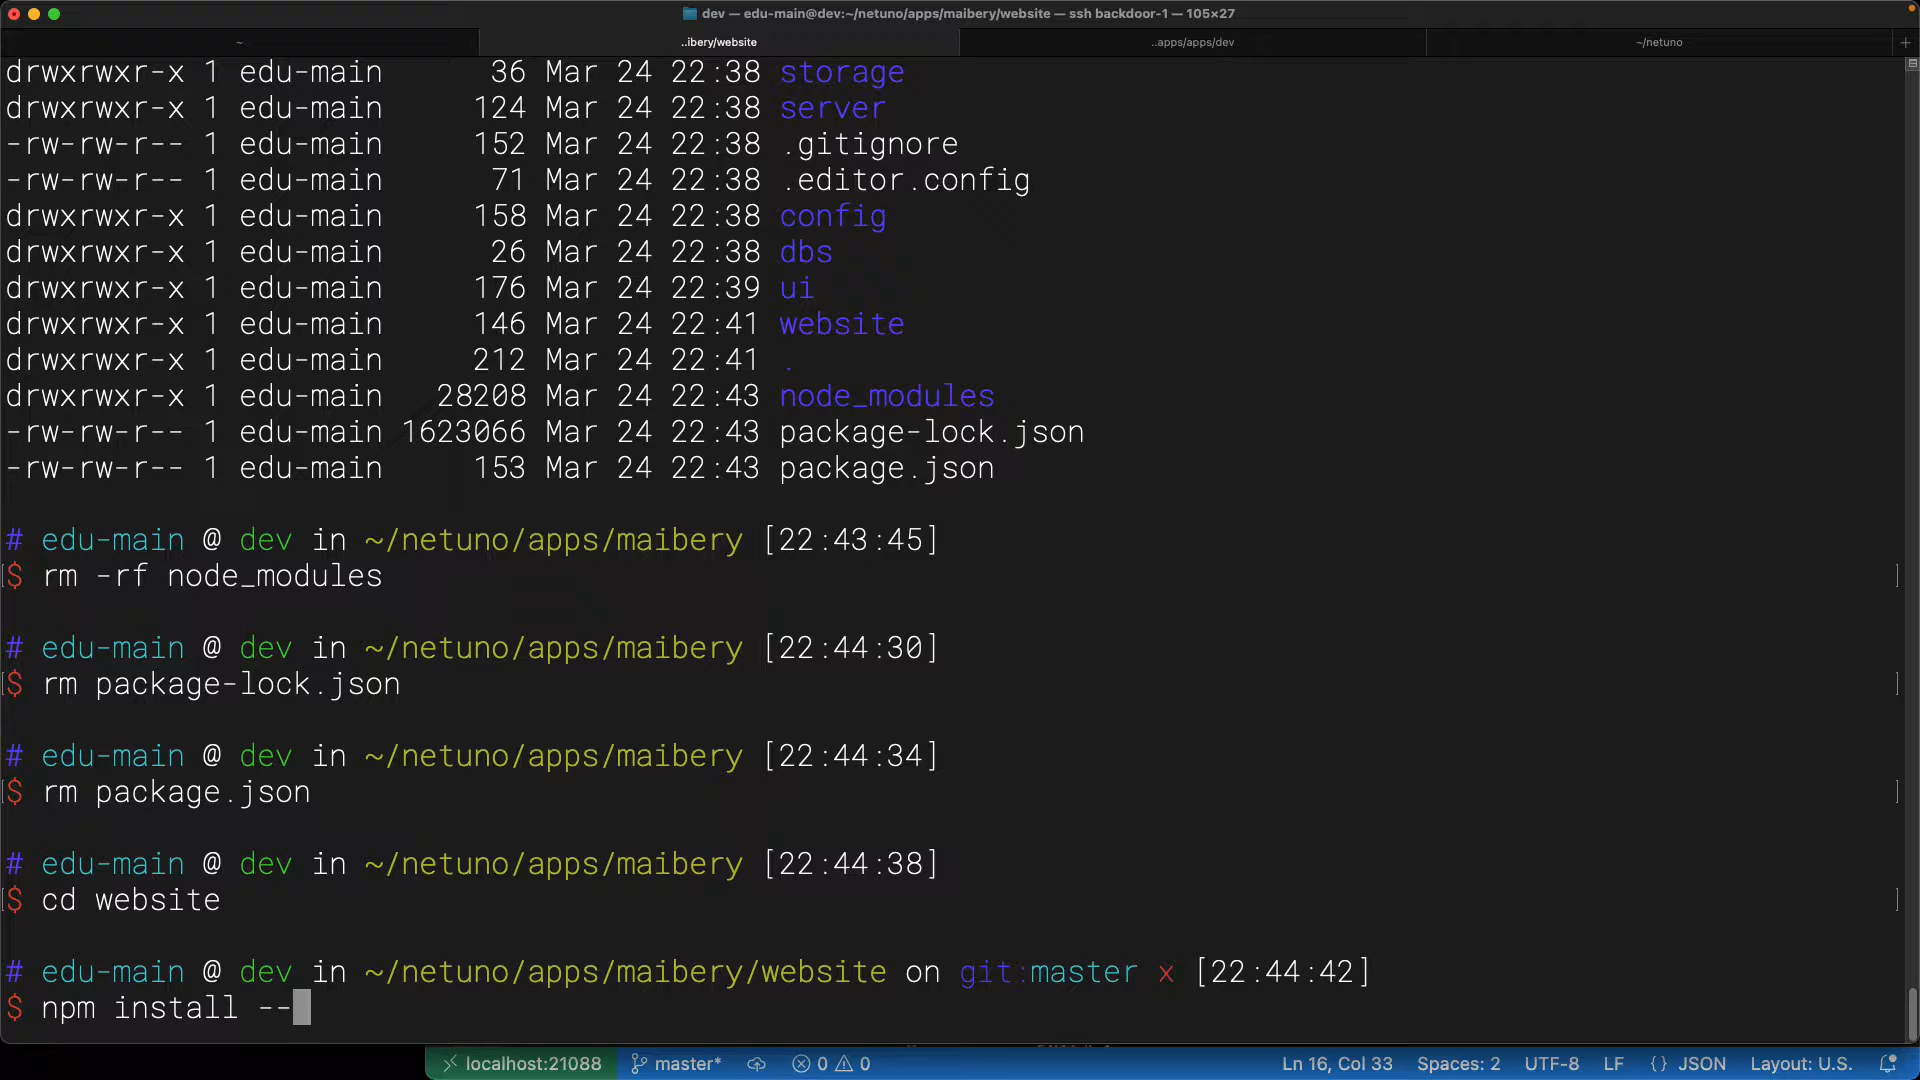 dev — edu-main@dev:~/netuno/apps/maibery/website — ssh backdoor-1 — 105×27
~ ..ibery/website ..apps/apps/dev ~/netuno +
drwxrwxr-x 1 edu-main 36 Mar 24 22:38 storage
drwxrwxr-x 1 edu-main 124 Mar 24 22:38 server
-rw-rw-r-- 1 edu-main 152 Mar 24 22:38 .gitignore
-rw-rw-r-- 1 edu-main 71 Mar 24 22:38 .editor.config
drwxrwxr-x 1 edu-main 158 Mar 24 22:38 config
drwxrwxr-x 1 edu-main 26 Mar 24 22:38 dbs
drwxrwxr-x 1 edu-main 176 Mar 24 22:39 ui
drwxrwxr-x 1 edu-main 146 Mar 24 22:41 website
drwxrwxr-x 1 edu-main 212 Mar 24 22:41 .
drwxrwxr-x 1 edu-main 28208 Mar 24 22:43 node_modules
-rw-rw-r-- 1 edu-main 1623066 Mar 24 22:43 package-lock.json
-rw-rw-r-- 1 edu-main 153 Mar 24 22:43 package.json
# edu-main @ dev in ~/netuno/apps/maibery [22:43:45]
[$ rm -rf node_modules ]
# edu-main @ dev in ~/netuno/apps/maibery [22:44:30]
[$ rm package-lock.json ]
# edu-main @ dev in ~/netuno/apps/maibery [22:44:34]
[$ rm package.json ]
# edu-main @ dev in ~/netuno/apps/maibery [22:44:38]
[$ cd website ]
# edu-main @ dev in ~/netuno/apps/maibery/website on git:master x [22:44:42]
$ npm install --
localhost:21088 master* 0 0 Ln 16, Col 33 Spaces: 2 UTF-8 LF {} JSON Layout: U.S.